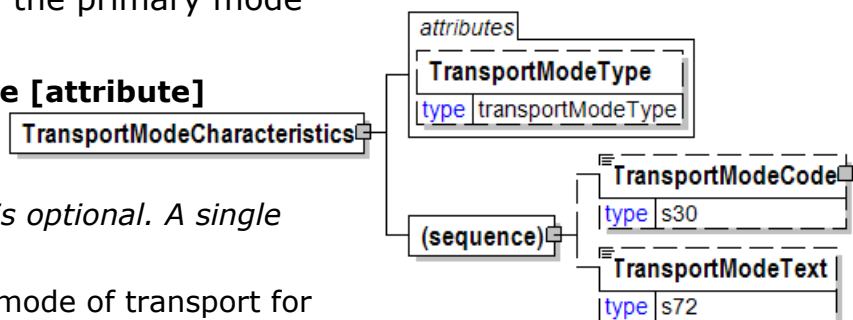 the primary mode
attributes
TransportModeType
type transportModeType
e [attribute]
TransportModeCharacteristics
TransportModeCode
type s30
is optional. A single
(sequence)
TransportModeText
type s72
mode of transport for